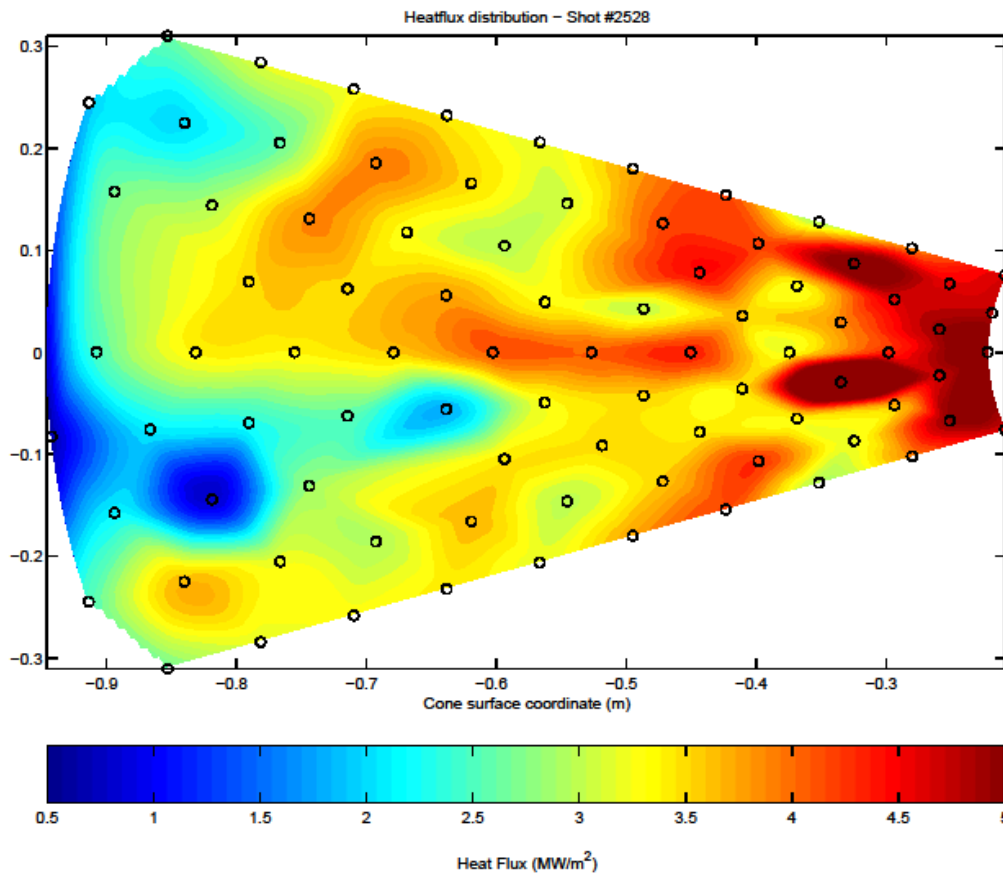 Heatflux distribution − Shot #2528
0.3
0.2
0.1
0
−0.1
−0.2
−0.3
−0.9 −0.8 −0.7 −0.6 −0.5 −0.4 −0.3
Cone surface coordinate (m)
0.5 1 1.5 2 2.5 3 3.5 4 4.5 5
Heat Flux (MW/m²)